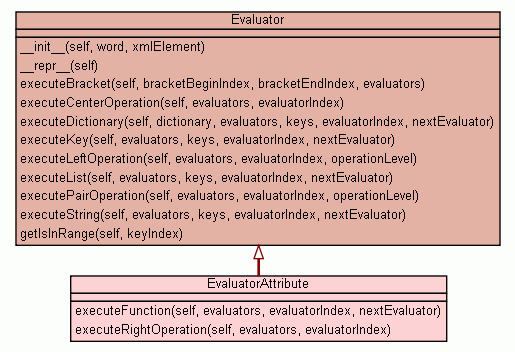 Evaluator
__init__(self, word, xmlElement)
__repr__(self)
executeBracket(self, bracketBeginIndex, bracketEndIndex, evaluators)
executeCenterOperation(self, evaluators, evaluatorIndex)
executeDictionary(self, dictionary, evaluators, keys, evaluatorIndex, nextEvaluator)
executeKey(self, evaluators, keys, evaluatorIndex, nextEvaluator)
executeLeftOperation(self, evaluators, evaluatorIndex, operationLevel)
executeList(self, evaluators, keys, evaluatorIndex, nextEvaluator)
executePairOperation(self, evaluators, evaluatorIndex, operationLevel)
executeString(self, evaluators, keys, evaluatorIndex, nextEvaluator)
getIsInRange(self, keyIndex)
EvaluatorAttribute
executeFunction(self, evaluators, evaluatorIndex, nextEvaluator)
executeRightOperation(self, evaluators, evaluatorIndex)